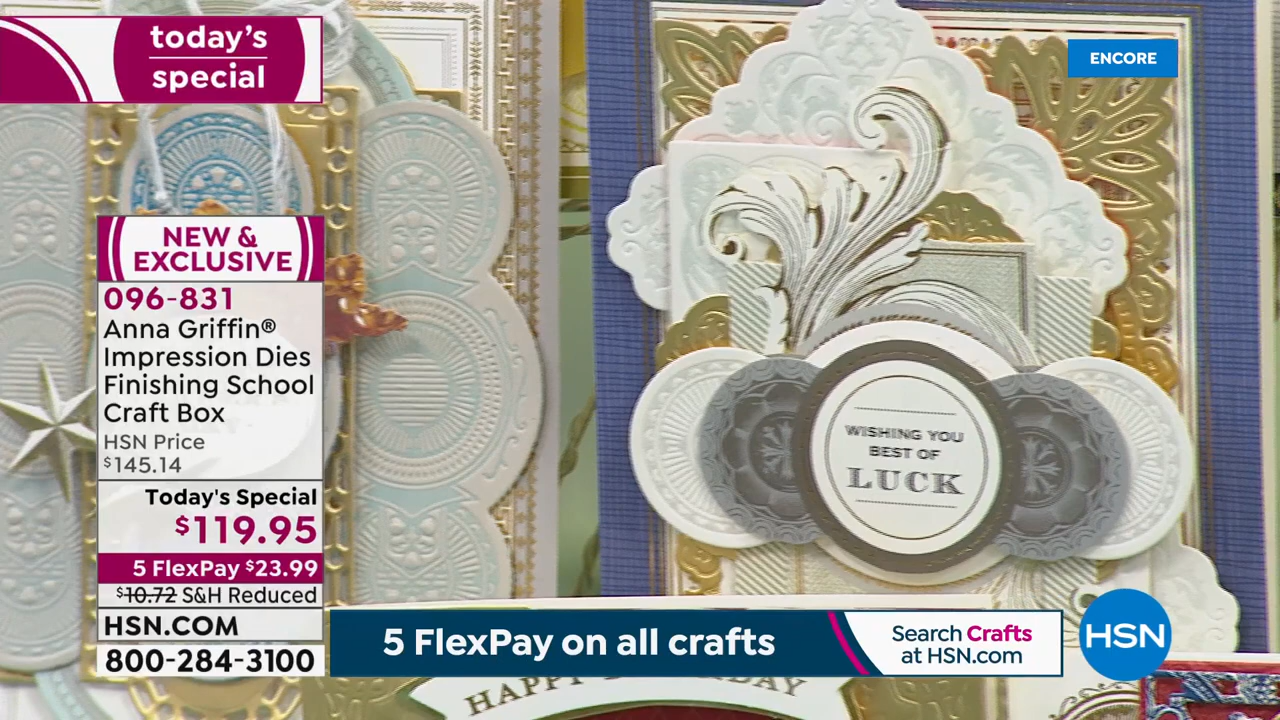 today's
special
ENCORE
NEW &
EXCLUSIVE
096-831
Anna Griffin®
Impression Dies
Finishing School
Craft Box
HSN Price
$145.14
Today's Special
$119.95
5 FlexPay $23.99
$10.72 S&H Reduced
HSN.COM
800-284-3100
WISHING YOU
BEST OF
LUCK
5 FlexPay on all crafts
Search Crafts
at HSN.com
HSN
HAPPY